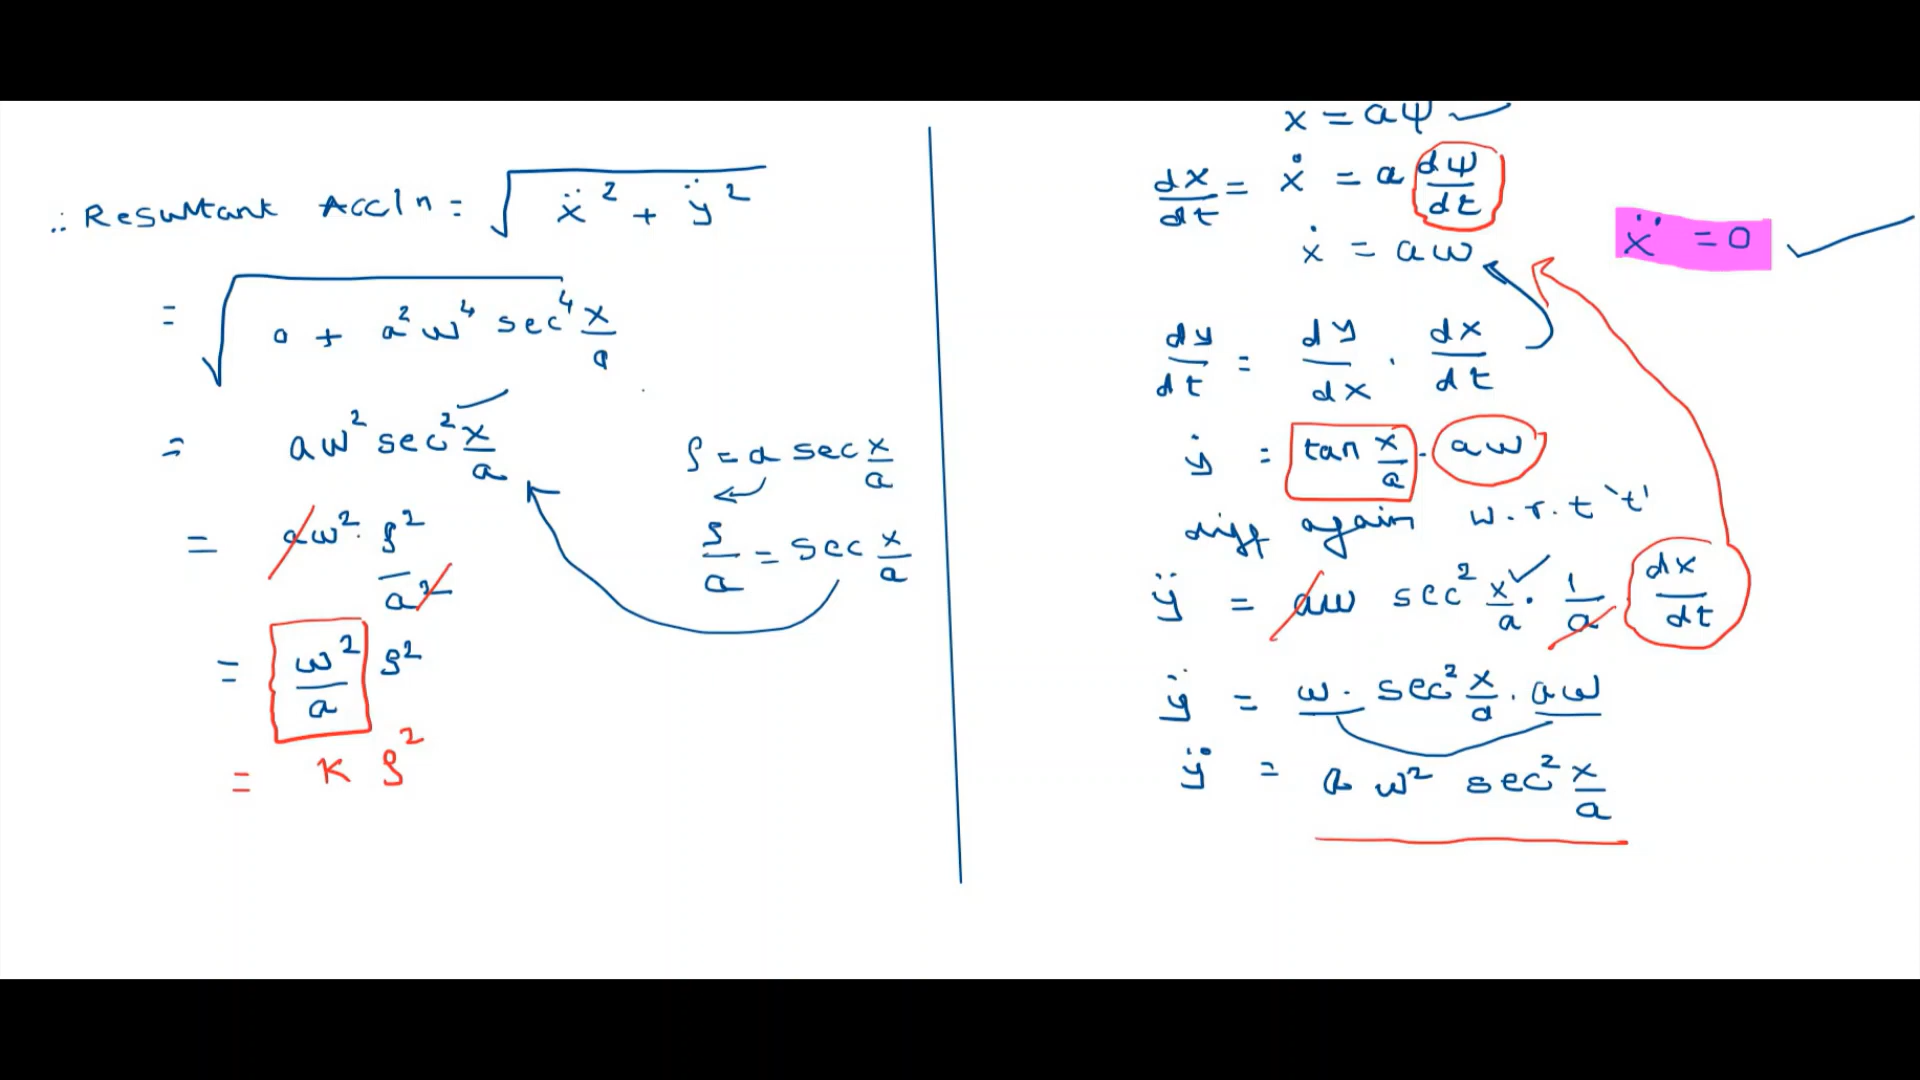 ∴ Resultant Accln = √(ẍ² + ÿ²)
= √(0 + a²ω⁴ sec⁴ x/a)
= aω² sec² x/a
= aω² · ρ²/a²
= ω²/a ρ²
= K ρ²
ρ = a sec x/a
ρ/a = sec x/a
x = aψ
dx/dt = ẋ = a dψ/dt
ẋ = aω
ẍ = 0
dy/dt = dy/dx · dx/dt
ẏ = tan x/a · aω
diff again w.r.t 't'
ÿ = aω sec² x/a · 1/a · dx/dt
ÿ = ω · sec² x/a · aω
ÿ = a ω² sec² x/a